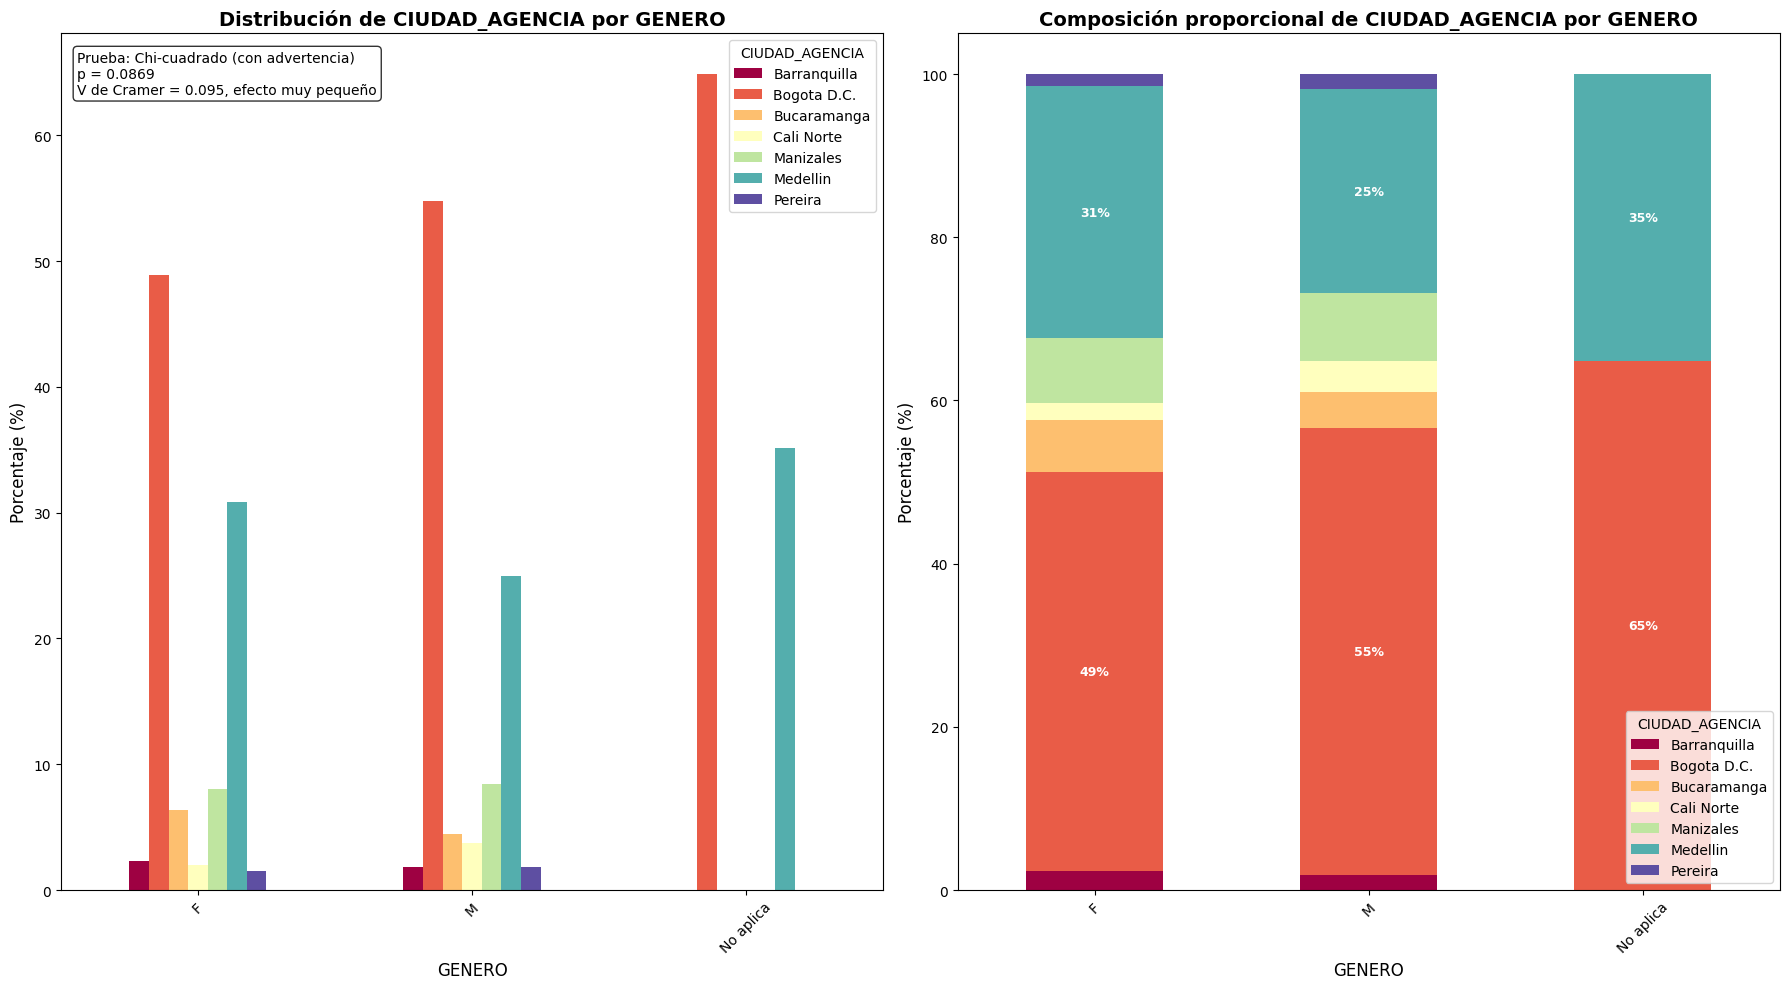 Distribución de CIUDAD_AGENCIA por GENERO
Prueba: Chi-cuadrado (con advertencia)
p = 0.0869
V de Cramer = 0.095, efecto muy pequeño
CIUDAD_AGENCIA
Barranquilla
Bogota D.C.
Bucaramanga
Cali Norte
Manizales
Medellin
Pereira
Porcentaje (%)
60
50
40
30
20
10
0
F
M
No aplica
GENERO
Composición proporcional de CIUDAD_AGENCIA por GENERO
Porcentaje (%)
100
80
60
40
20
0
31%
25%
35%
49%
55%
65%
CIUDAD_AGENCIA
Barranquilla
Bogota D.C.
Bucaramanga
Cali Norte
Manizales
Medellin
Pereira
F
M
No aplica
GENERO